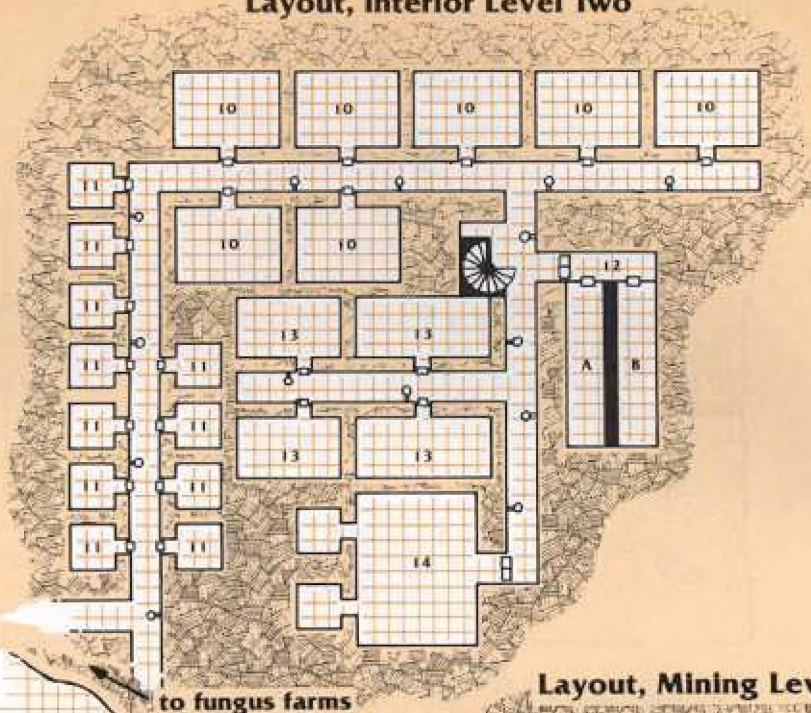 Layout, Interior Level Two
10 10 10 10 10
11
11 10 10
12
11 13 13
11 11 A B
11 11
13 13
11 11
11 11 14
Layout, Mining Lev
to fungus farms